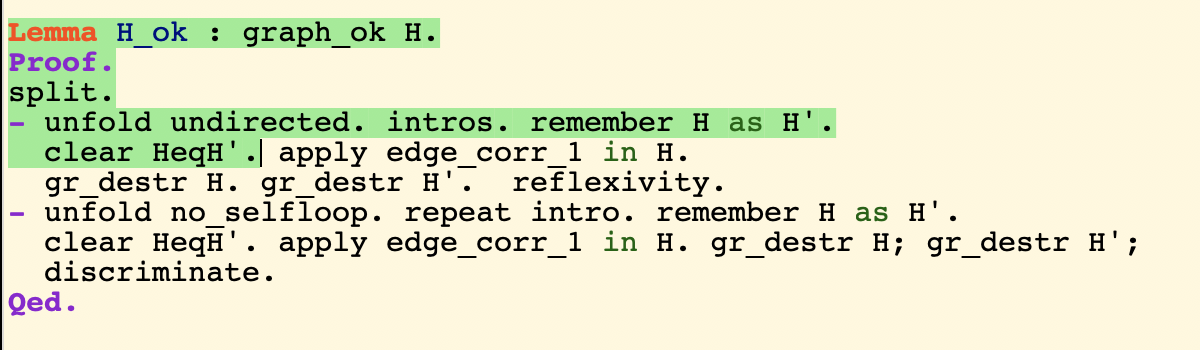 Lemma H_ok : graph_ok H.
Proof.
split.
- unfold undirected. intros. remember H as H'.
  clear HeqH'. apply edge_corr_1 in H.
  gr_destr H. gr_destr H'.  reflexivity.
- unfold no_selfloop. repeat intro. remember H as H'.
  clear HeqH'. apply edge_corr_1 in H. gr_destr H; gr_destr H';
  discriminate.
Qed.